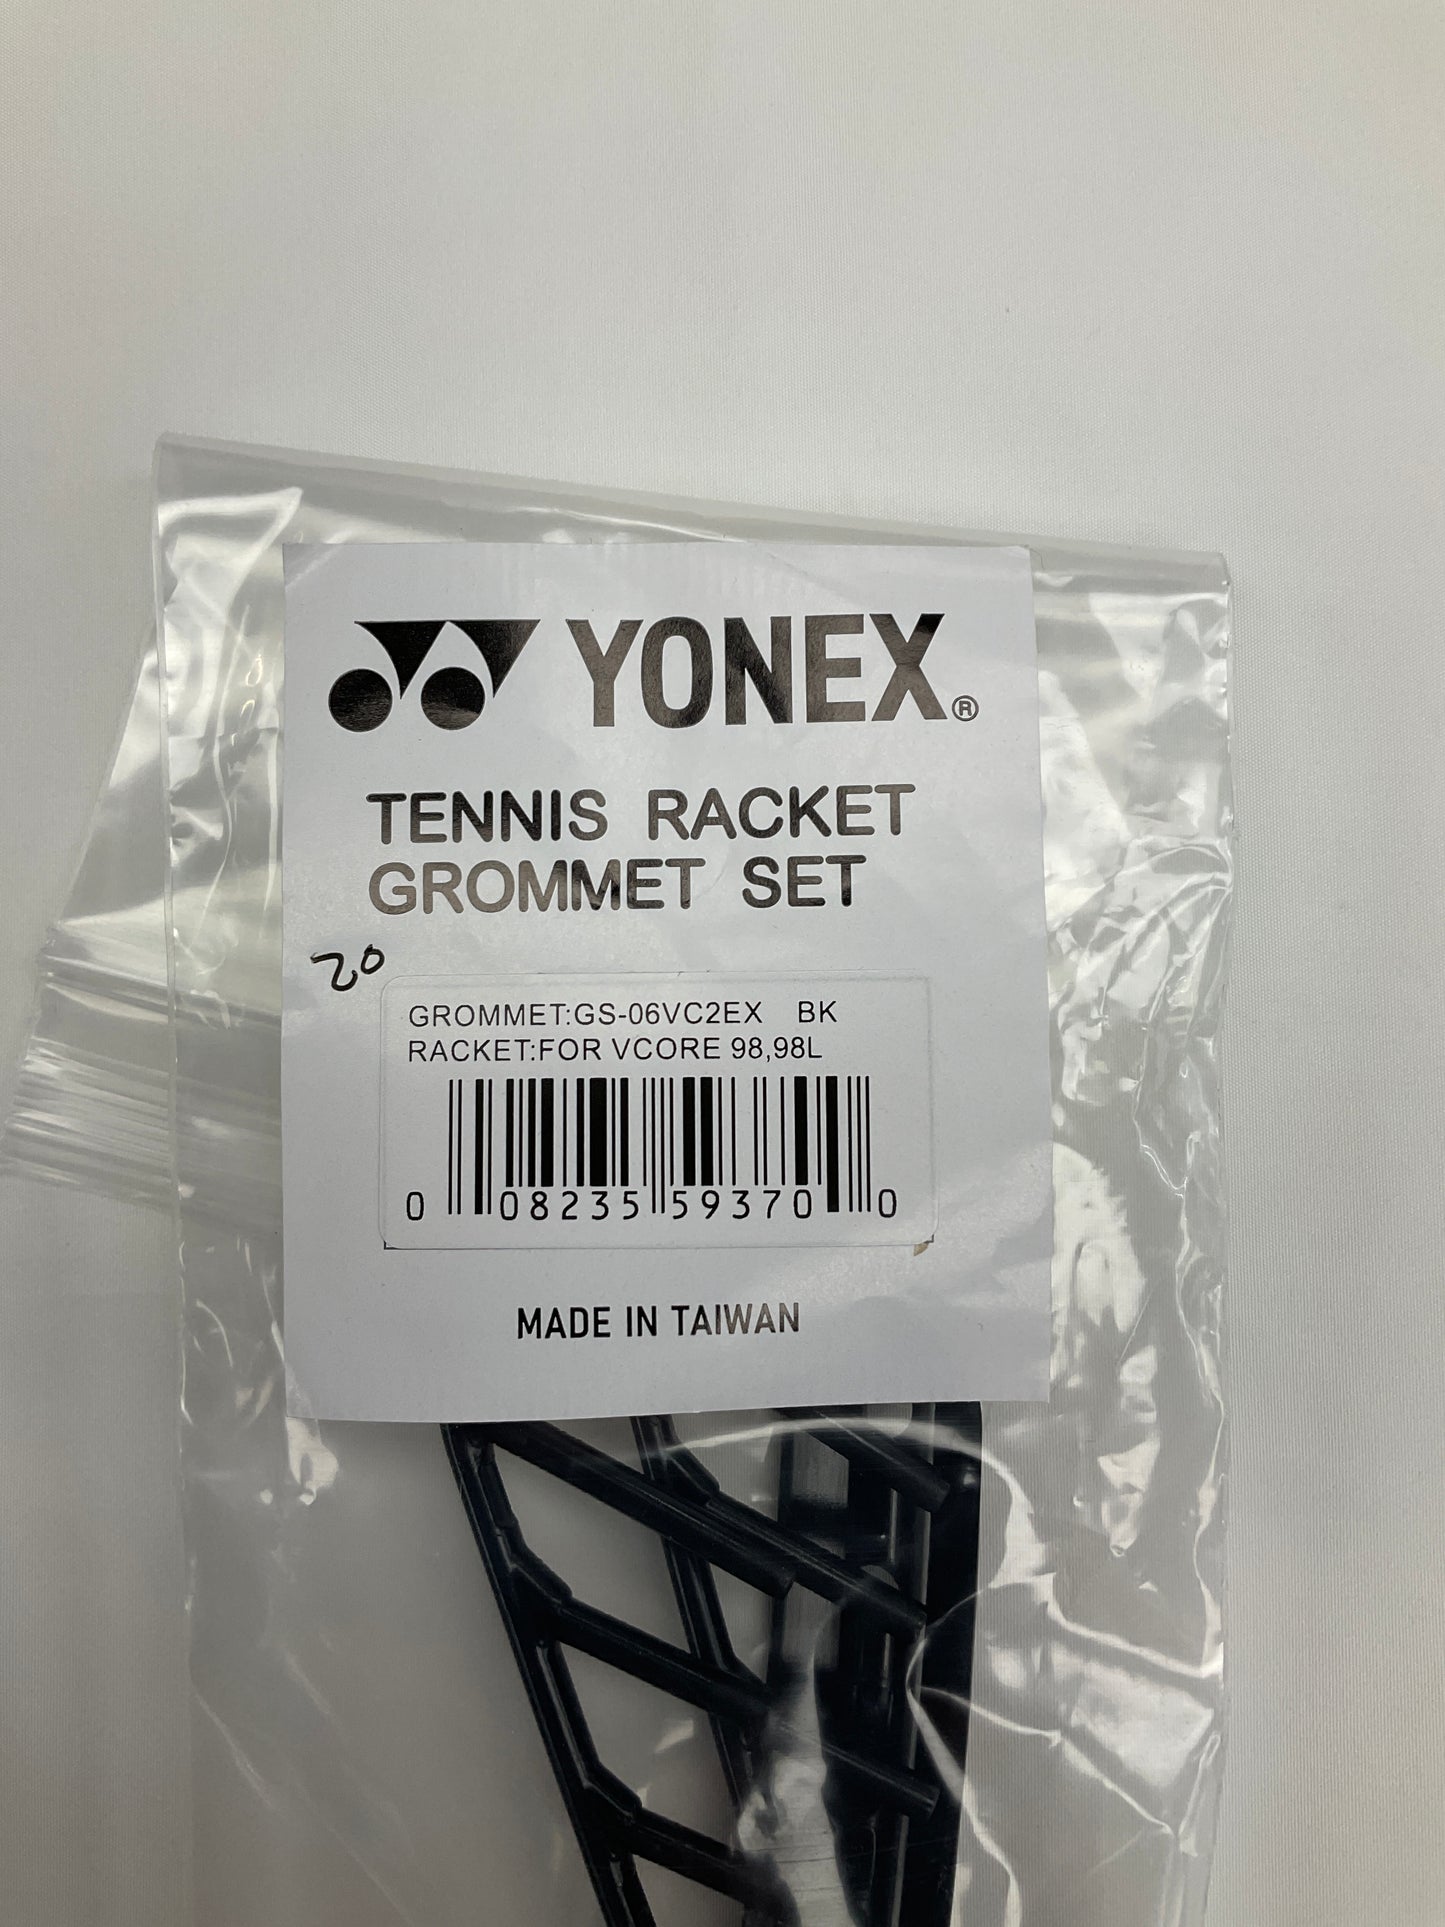 YONEX®
TENNIS RACKET
GROMMET SET
20
GROMMET:GS-06VC2EX BK
RACKET:FOR VCORE 98,98L
0 08235 59370 0
MADE IN TAIWAN